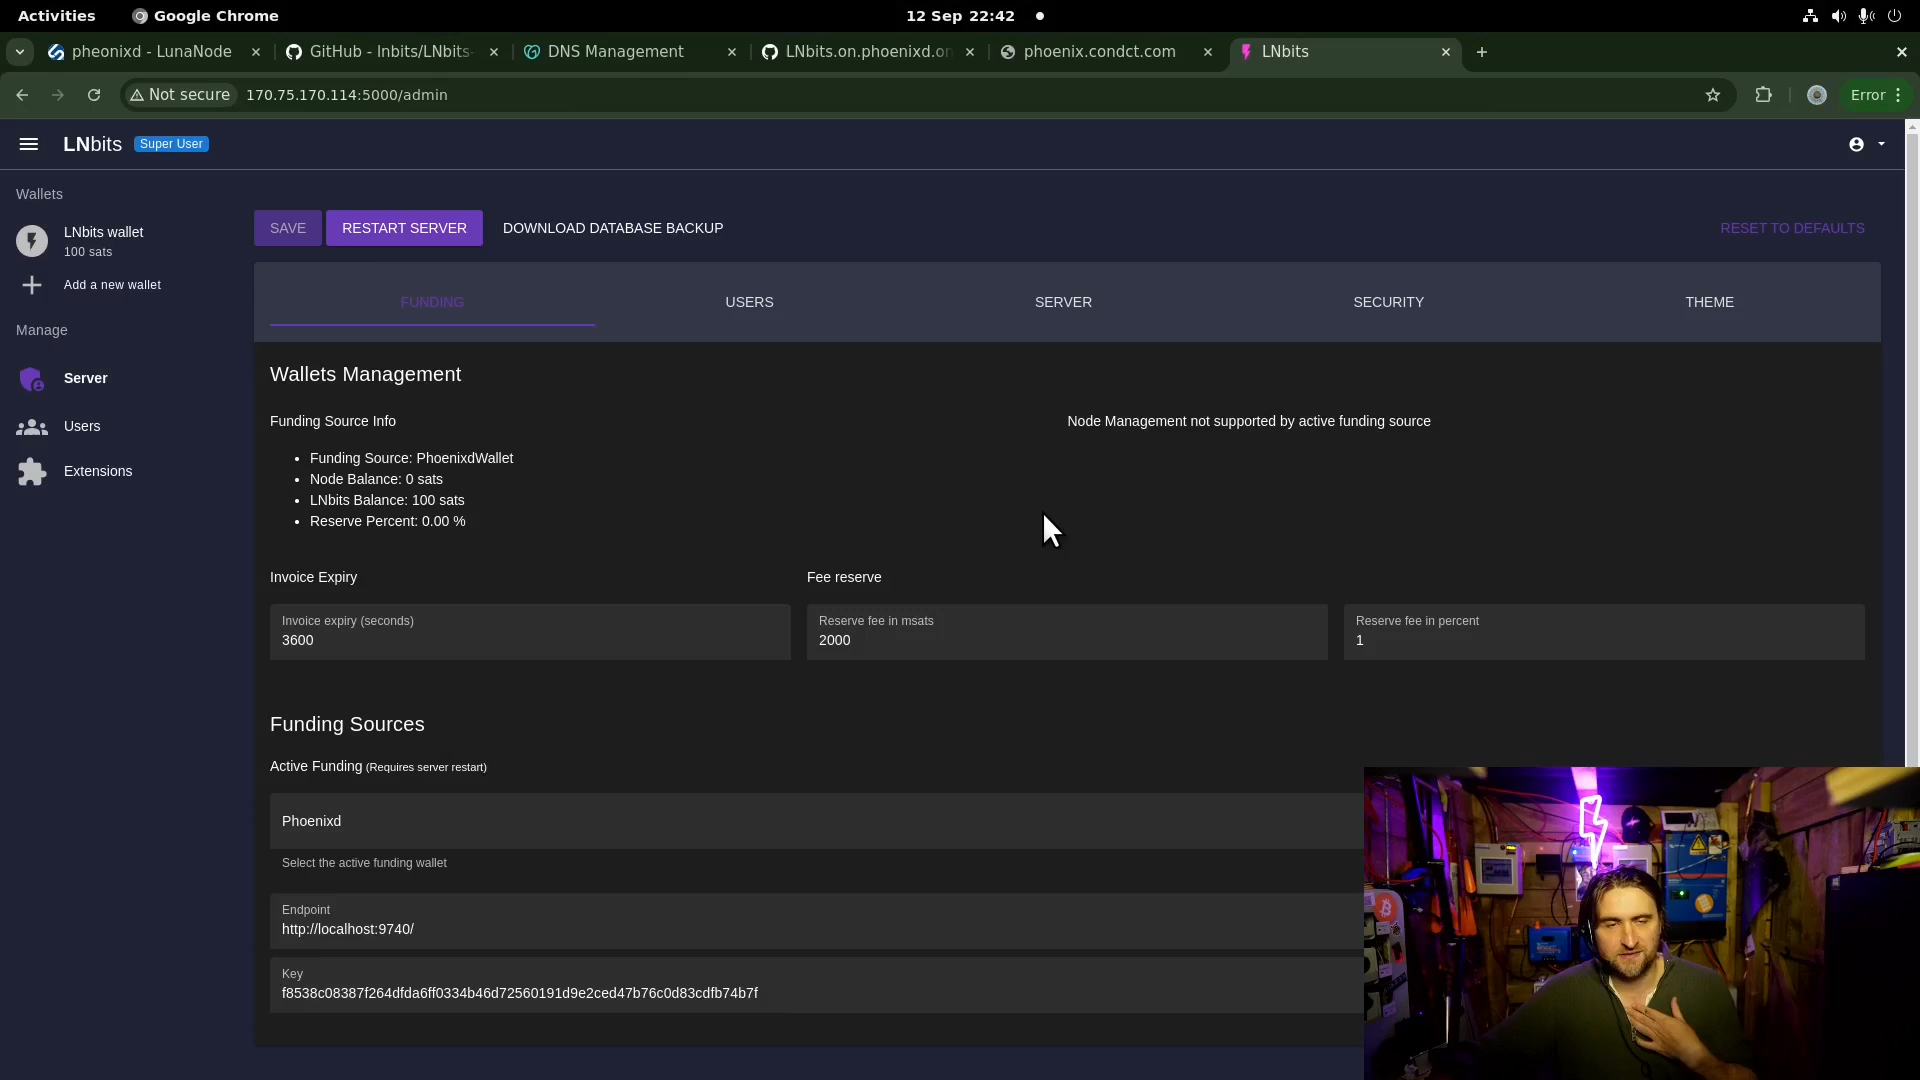 Activities Google Chrome 12 Sep 22:42
pheonixd - LunaNode GitHub - lnbits/LNbits- DNS Management LNbits.on.phoenixd.on phoenix.condct.com LNbits
Not secure 170.75.170.114:5000/admin Error
LNbits Super User
Wallets
LNbits wallet
100 sats
Add a new wallet
Manage
Server
Users
Extensions
SAVE RESTART SERVER DOWNLOAD DATABASE BACKUP RESET TO DEFAULTS
FUNDING USERS SERVER SECURITY THEME
Wallets Management
Funding Source Info Node Management not supported by active funding source
• Funding Source: PhoenixdWallet
• Node Balance: 0 sats
• LNbits Balance: 100 sats
• Reserve Percent: 0.00 %
Invoice Expiry Fee reserve
Invoice expiry (seconds) Reserve fee in msats Reserve fee in percent
3600 2000 1
Funding Sources
Active Funding (Requires server restart)
Phoenixd
Select the active funding wallet
Endpoint
http://localhost:9740/
Key
f8538c08387f264dfda6ff0334b46d72560191d9e2ced47b76c0d83cdfb74b7f